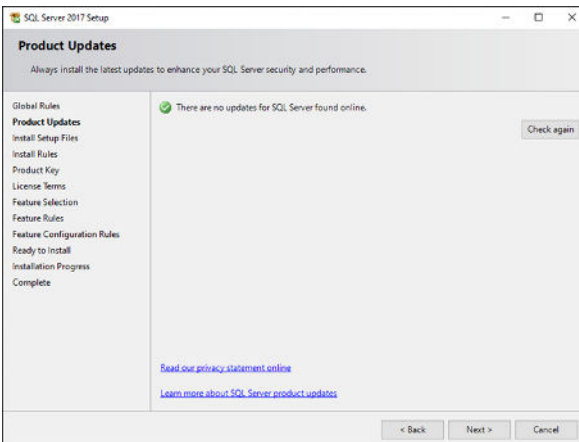 SQL Server 2017 Setup
Product Updates
Always install the latest updates to enhance your SQL Server security and performance.
Global Rules
Product Updates
Install Setup Files
Install Rules
Product Key
License Terms
Feature Selection
Feature Rules
Feature Configuration Rules
Ready to Install
Installation Progress
Complete
There are no updates for SQL Server found online.
Check again
Read our privacy statement online
Learn more about SQL Server product updates
< Back
Next >
Cancel